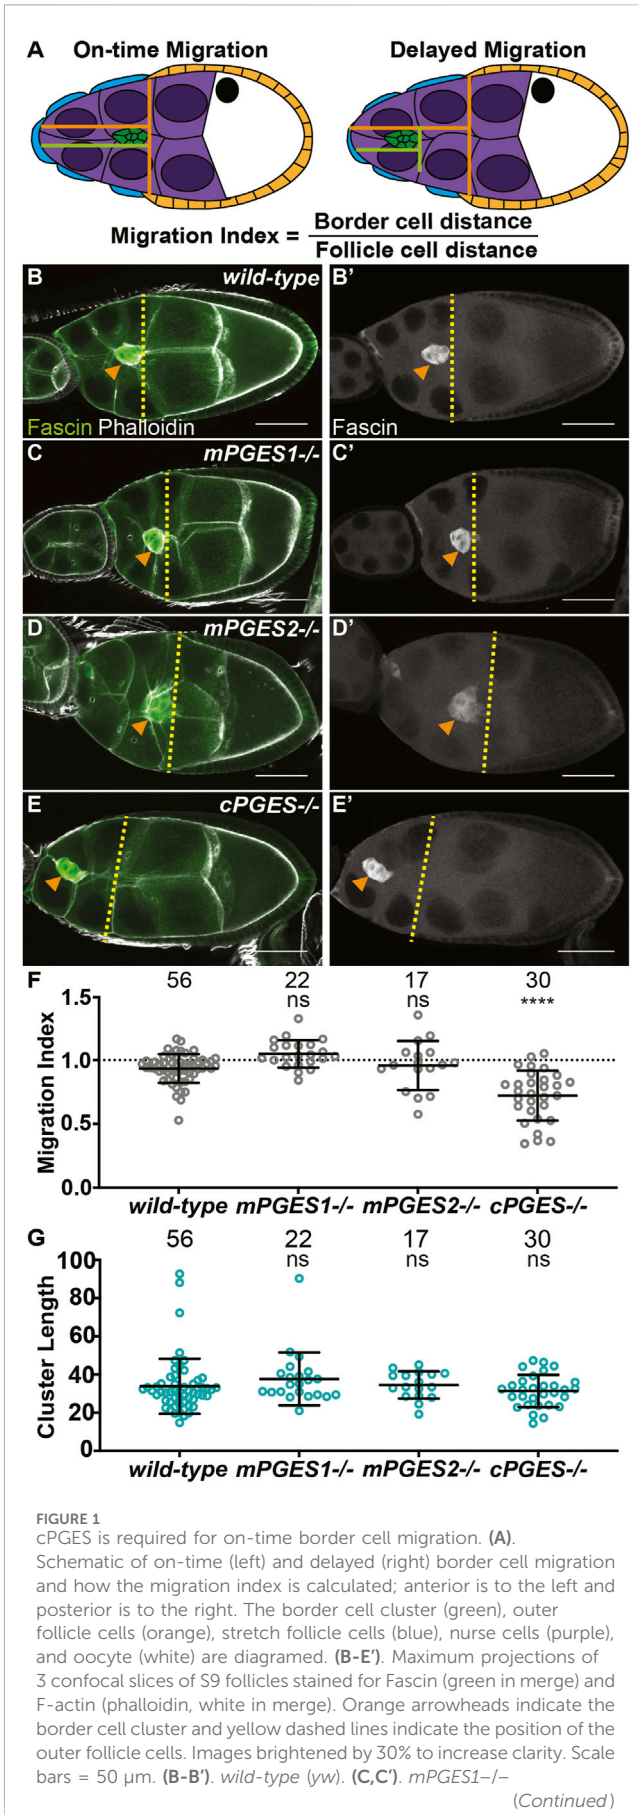 A On-time Migration Delayed Migration
Migration Index = Border cell distance
Follicle cell distance
B wild-type B'
Fascin Phalloidin Fascin
C mPGES1-/- C'
D mPGES2-/- D'
E cPGES-/- E'
F 56 22 17 30
ns ns ****
1.5
1.0
0.5
0.0
Migration Index
wild-type mPGES1-/- mPGES2-/- cPGES-/-
G 56 22 17 30
ns ns ns
100
80
60
40
20
0
Cluster Length
wild-type mPGES1-/- mPGES2-/- cPGES-/-
FIGURE 1
cPGES is required for on-time border cell migration. (A).
Schematic of on-time (left) and delayed (right) border cell migration
and how the migration index is calculated; anterior is to the left and
posterior is to the right. The border cell cluster (green), outer
follicle cells (orange), stretch follicle cells (blue), nurse cells (purple),
and oocyte (white) are diagramed. (B-E'). Maximum projections of
3 confocal slices of S9 follicles stained for Fascin (green in merge) and
F-actin (phalloidin, white in merge). Orange arrowheads indicate the
border cell cluster and yellow dashed lines indicate the position of the
outer follicle cells. Images brightened by 30% to increase clarity. Scale
bars = 50 μm. (B-B'). wild-type (yw). (C,C'). mPGES1−/−
(Continued)